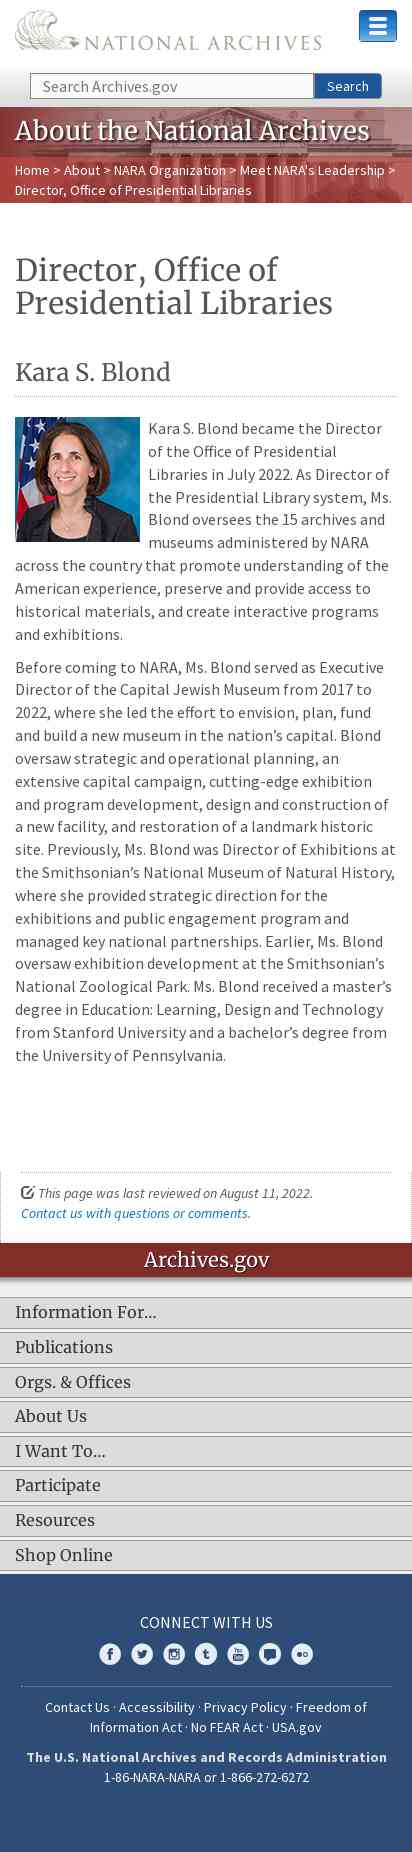 NATIONAL ARCHIVES
Search Archives.gov
Search
About the National Archives
Home > About > NARA Organization > Meet NARA's Leadership >
Director, Office of Presidential Libraries
Director, Office of
Presidential Libraries
Kara S. Blond
Kara S. Blond became the Director
of the Office of Presidential
Libraries in July 2022. As Director of
the Presidential Library system, Ms.
Blond oversees the 15 archives and
museums administered by NARA
across the country that promote understanding of the
American experience, preserve and provide access to
historical materials, and create interactive programs
and exhibitions.
Before coming to NARA, Ms. Blond served as Executive
Director of the Capital Jewish Museum from 2017 to
2022, where she led the effort to envision, plan, fund
and build a new museum in the nation’s capital. Blond
oversaw strategic and operational planning, an
extensive capital campaign, cutting-edge exhibition
and program development, design and construction of
a new facility, and restoration of a landmark historic
site. Previously, Ms. Blond was Director of Exhibitions at
the Smithsonian’s National Museum of Natural History,
where she provided strategic direction for the
exhibitions and public engagement program and
managed key national partnerships. Earlier, Ms. Blond
oversaw exhibition development at the Smithsonian’s
National Zoological Park. Ms. Blond received a master’s
degree in Education: Learning, Design and Technology
from Stanford University and a bachelor’s degree from
the University of Pennsylvania.
This page was last reviewed on August 11, 2022.
Contact us with questions or comments.
Archives.gov
Information For…
Publications
Orgs. & Offices
About Us
I Want To…
Participate
Resources
Shop Online
CONNECT WITH US
Contact Us · Accessibility · Privacy Policy · Freedom of
Information Act · No FEAR Act · USA.gov
The U.S. National Archives and Records Administration
1-86-NARA-NARA or 1-866-272-6272